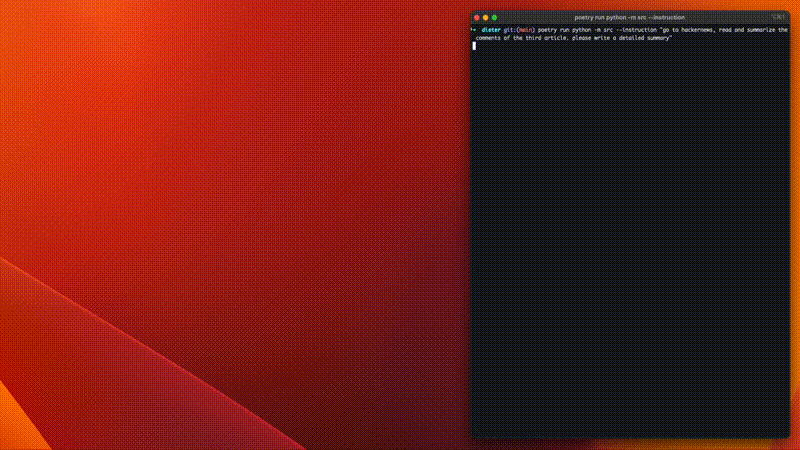 poetry run python -m src --instruction
⌥⌘1
➜ dieter git:(main) poetry run python -m src --instruction "go to hackernews, read and summarize the
comments of the third article. please write a detailed summary"